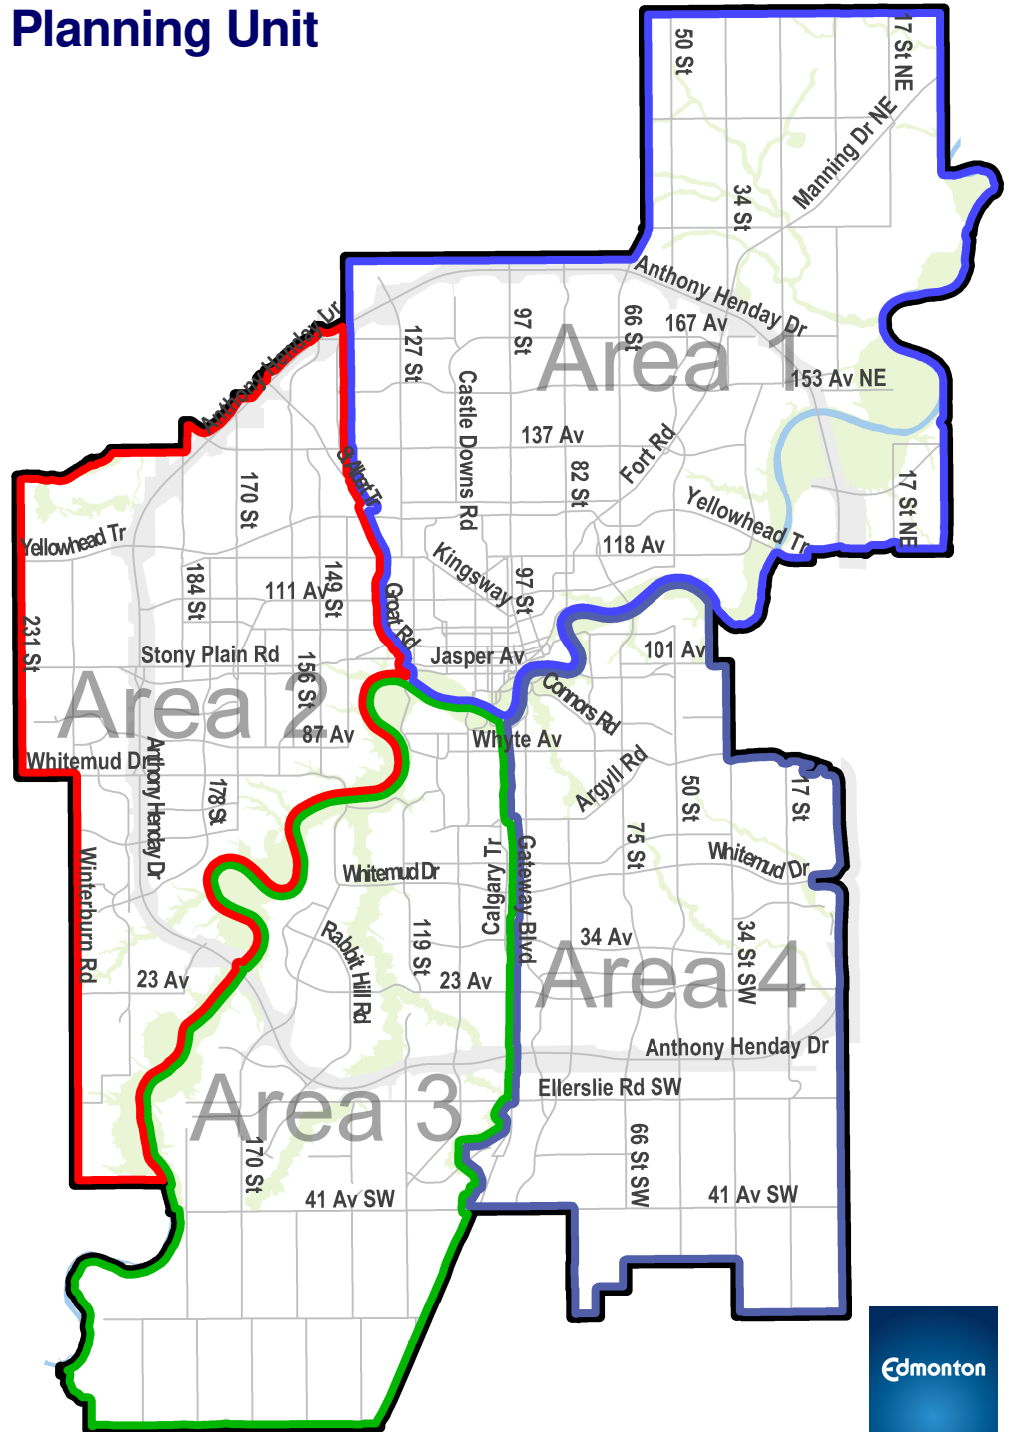 Planning Unit
50 St
17 St NE
Manning Dr NE
34 St
Anthony Henday Dr
167 Av
66 St
97 St
127 St
Area 1
153 Av NE
Anthony Henday Dr
Castle Downs Rd
137 Av
Fort Rd
82 St
St Albert Tr
170 St
17 St NE
Yellowhead Tr
Yellowhead Tr
118 Av
Kingsway
97 St
184 St
111 Av
149 St
Groat Rd
231 St
Stony Plain Rd
156 St
Jasper Av
101 Av
Connors Rd
Area 2
87 Av
Whyte Av
Whitemud Dr
Anthony Henday Dr
178 St
Argyll Rd
50 St
17 St
75 St
Whitemud Dr
Whitemud Dr
Calgary Tr
Gateway Blvd
Winterburn Rd
Rabbit Hill Rd
119 St
34 Av
34 St SW
23 Av
23 Av
Area 4
Anthony Henday Dr
Ellerslie Rd SW
Area 3
170 St
66 St SW
41 Av SW
41 Av SW
Edmonton